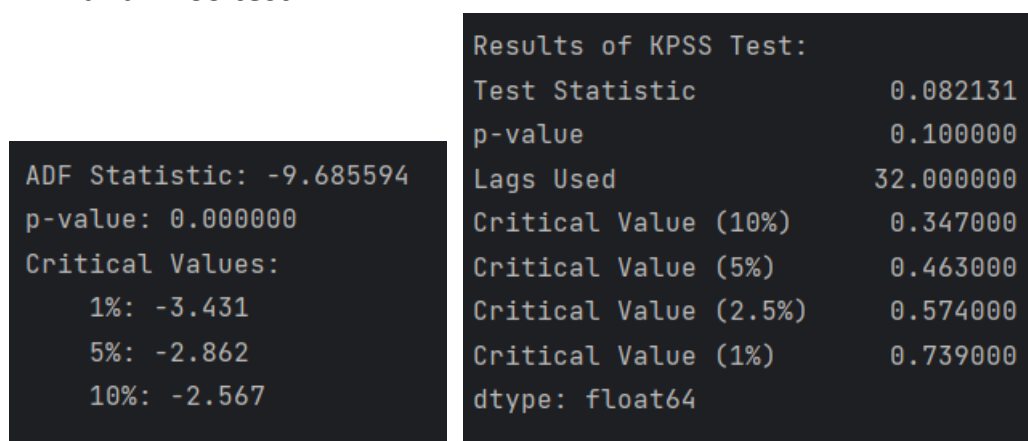 ADF Statistic: -9.685594
p-value: 0.000000
Critical Values:
1%: -3.431
5%: -2.862
10%: -2.567
Results of KPSS Test:
Test Statistic 0.082131
p-value 0.100000
Lags Used 32.000000
Critical Value (10%) 0.347000
Critical Value (5%) 0.463000
Critical Value (2.5%) 0.574000
Critical Value (1%) 0.739000
dtype: float64